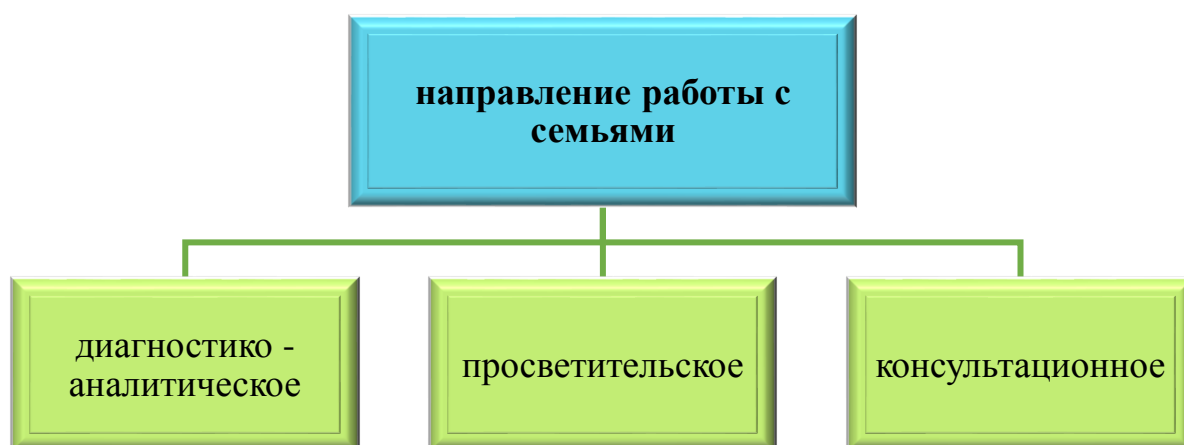 направление работы с
семьями
диагностико -
аналитическое
просветительское
консультационное